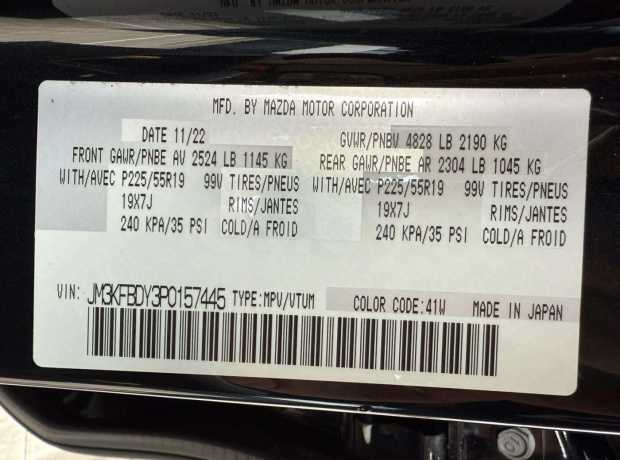 MFD. BY MAZDA MOTOR CORPORATION
DATE 11/22 GVWR/PNBV 4828 LB 2190 KG
FRONT GAWR/PNBE AV 2524 LB 1145 KG REAR GAWR/PNBE AR 2304 LB 1045 KG
WITH/AVEC P225/55R19 99V TIRES/PNEUS WITH/AVEC P225/55R19 99V TIRES/PNEUS
19X7J RIMS/JANTES 19X7J RIMS/JANTES
240 KPA/35 PSI COLD/A FROID 240 KPA/35 PSI COLD/A FROID
VIN: JM3KFBDY3P0157445 TYPE:MPV/VTUM COLOR CODE:41W MADE IN JAPAN